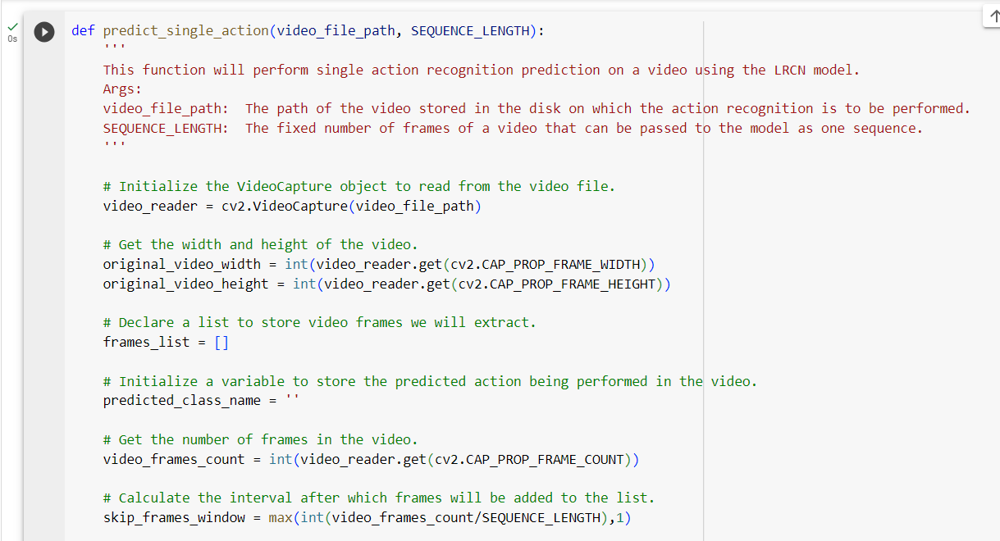 def predict_single_action(video_file_path, SEQUENCE_LENGTH):
'''
This function will perform single action recognition prediction on a video using the LRCN model.
Args:
video_file_path:  The path of the video stored in the disk on which the action recognition is to be performed.
SEQUENCE_LENGTH:  The fixed number of frames of a video that can be passed to the model as one sequence.
'''
# Initialize the VideoCapture object to read from the video file.
video_reader = cv2.VideoCapture(video_file_path)
# Get the width and height of the video.
original_video_width = int(video_reader.get(cv2.CAP_PROP_FRAME_WIDTH))
original_video_height = int(video_reader.get(cv2.CAP_PROP_FRAME_HEIGHT))
# Declare a list to store video frames we will extract.
frames_list = []
# Initialize a variable to store the predicted action being performed in the video.
predicted_class_name = ''
# Get the number of frames in the video.
video_frames_count = int(video_reader.get(cv2.CAP_PROP_FRAME_COUNT))
# Calculate the interval after which frames will be added to the list.
skip_frames_window = max(int(video_frames_count/SEQUENCE_LENGTH),1)
0s